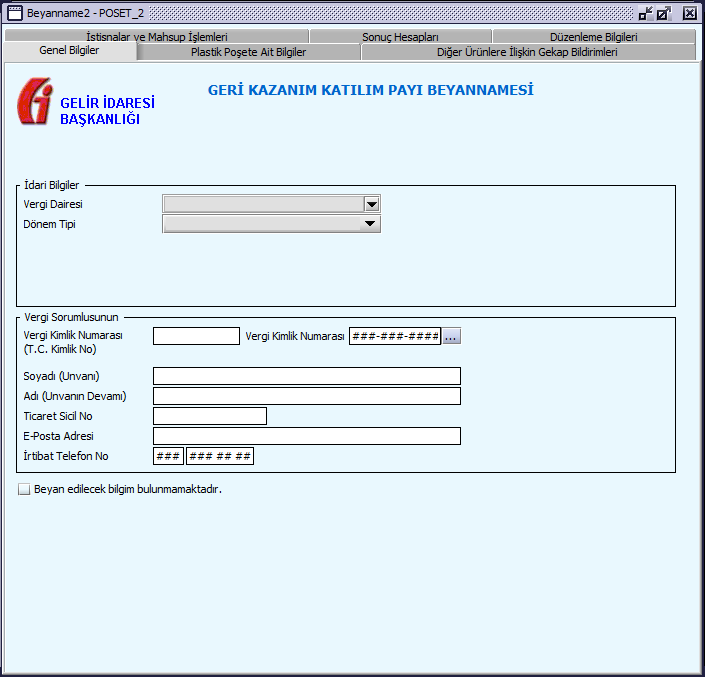 Beyanname2 - POSET_2
İstisnalar ve Mahsup İşlemleri
Sonuç Hesapları
Düzenleme Bilgileri
Genel Bilgiler
Plastik Poşete Ait Bilgiler
Diğer Ürünlere İlişkin Gekap Bildirimleri
GELİR İDARESİ
BAŞKANLIĞI
GERİ KAZANIM KATILIM PAYI BEYANNAMESİ
İdari Bilgiler
Vergi Dairesi
Dönem Tipi
Vergi Sorumlusunun
Vergi Kimlik Numarası
(T.C. Kimlik No)
Vergi Kimlik Numarası ###-###-#### ...
Soyadı (Unvanı)
Adı (Unvanın Devamı)
Ticaret Sicil No
E-Posta Adresi
İrtibat Telefon No ### ### ## ##
Beyan edilecek bilgim bulunmamaktadır.